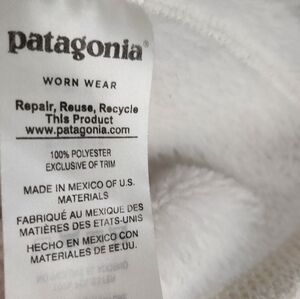 patagonia®
WORN WEAR
Repair, Reuse, Recycle
This Product
www.patagonia.com
100% POLYESTER
EXCLUSIVE OF TRIM
MADE IN MEXICO OF U.S.
MATERIALS
FABRIQUÉ AU MEXIQUE DES
MATIÈRES DES ETATS-UNIS
HECHO EN MÉXICO CON
MATERIALES DE EE.UU.